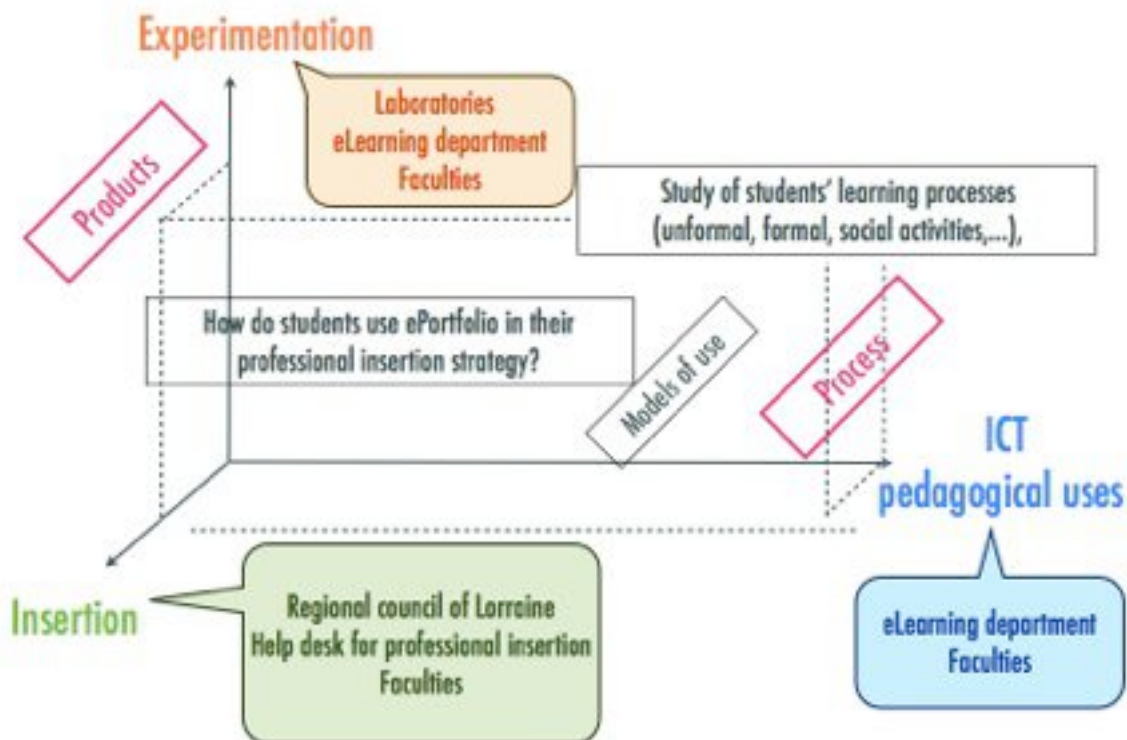 Experimentation
Laboratories
eLearning department
Faculties
Products
Study of students' learning processes
(unformal, formal, social activities,...),
How do students use ePortfolio in their
professional insertion strategy?
Models of use
Process
ICT
pedagogical uses
Insertion
Regional council of Lorraine
Help desk for professional insertion
Faculties
eLearning department
Faculties